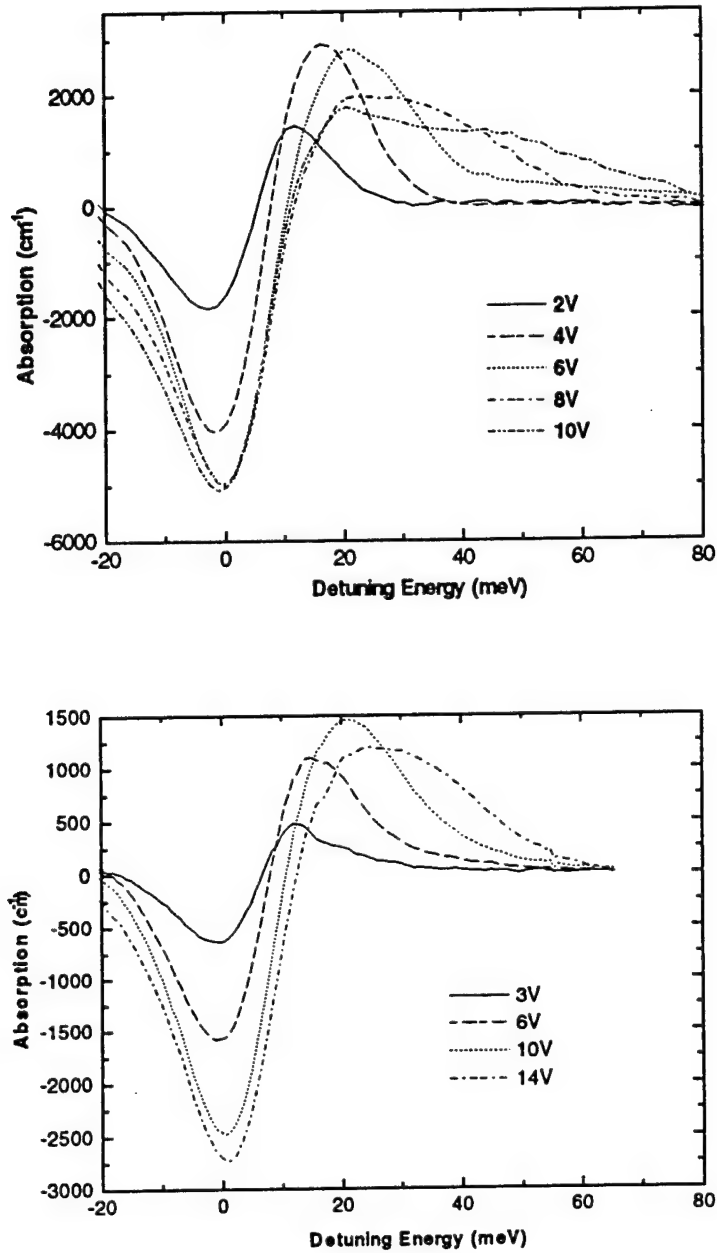 2000
0
-2000
-4000
-6000
Absorption (cm⁻¹)
2V
4V
6V
8V
10V
-20
0
20
40
60
80
Detuning Energy (meV)
1500
1000
500
0
-500
-1000
-1500
-2000
-2500
-3000
Absorption (cm⁻¹)
3V
6V
10V
14V
-20
0
20
40
60
80
Detuning Energy (meV)